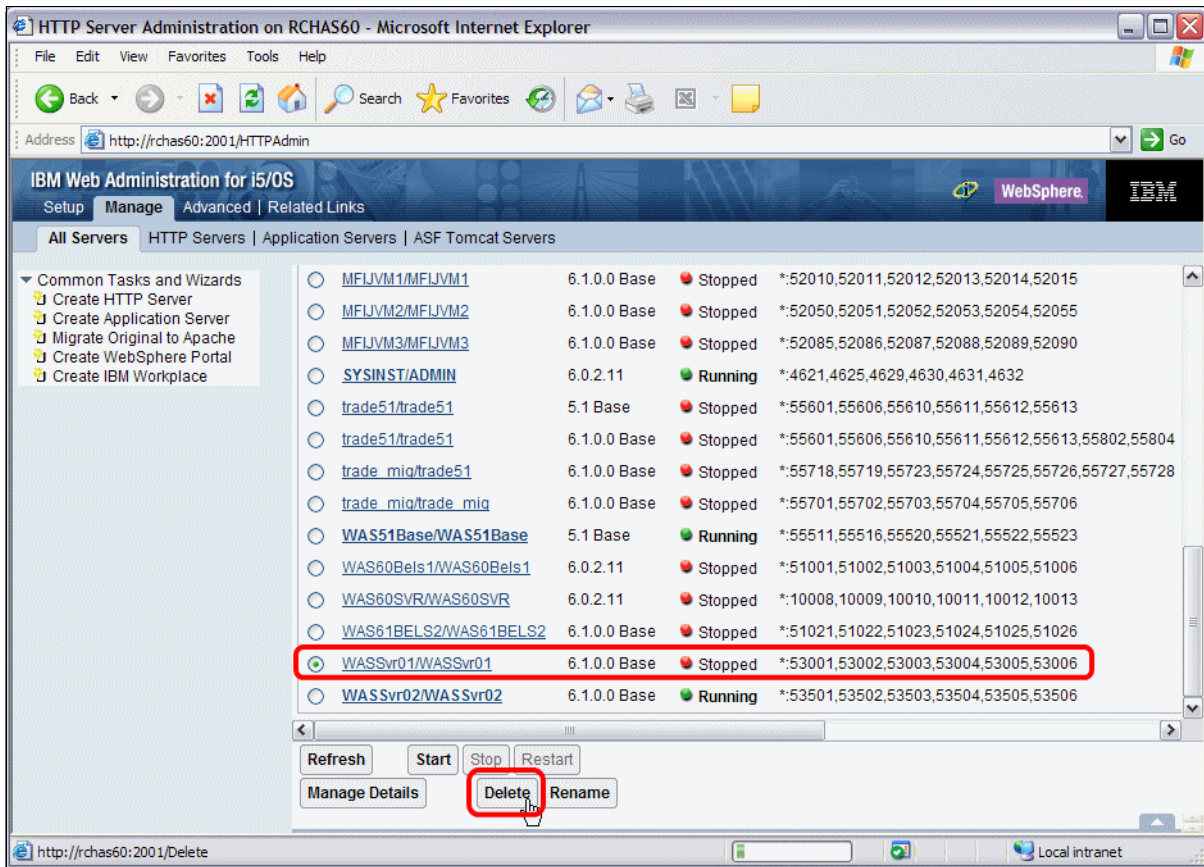 HTTP Server Administration on RCHAS60 - Microsoft Internet Explorer
File Edit View Favorites Tools Help
Back Search Favorites
Address http://rchas60:2001/HTTPAdmin Go
IBM Web Administration for i5/OS
WebSphere. IBM
Setup Manage Advanced | Related Links
All Servers HTTP Servers | Application Servers | ASF Tomcat Servers
Common Tasks and Wizards
Create HTTP Server
Create Application Server
Migrate Original to Apache
Create WebSphere Portal
Create IBM Workplace
MFIJVM1/MFIJVM1 6.1.0.0 Base Stopped *:52010,52011,52012,52013,52014,52015
MFIJVM2/MFIJVM2 6.1.0.0 Base Stopped *:52050,52051,52052,52053,52054,52055
MFIJVM3/MFIJVM3 6.1.0.0 Base Stopped *:52085,52086,52087,52088,52089,52090
SYSINST/ADMIN 6.0.2.11 Running *:4621,4625,4629,4630,4631,4632
trade51/trade51 5.1 Base Stopped *:55601,55606,55610,55611,55612,55613
trade51/trade51 6.1.0.0 Base Stopped *:55601,55606,55610,55611,55612,55613,55802,55804
trade_mig/trade51 6.1.0.0 Base Stopped *:55718,55719,55723,55724,55725,55726,55727,55728
trade_mig/trade_mig 6.1.0.0 Base Stopped *:55701,55702,55703,55704,55705,55706
WAS51Base/WAS51Base 5.1 Base Running *:55511,55516,55520,55521,55522,55523
WAS60Bels1/WAS60Bels1 6.0.2.11 Stopped *:51001,51002,51003,51004,51005,51006
WAS60SVR/WAS60SVR 6.0.2.11 Stopped *:10008,10009,10010,10011,10012,10013
WAS61BELS2/WAS61BELS2 6.1.0.0 Base Stopped *:51021,51022,51023,51024,51025,51026
WASSvr01/WASSvr01 6.1.0.0 Base Stopped *:53001,53002,53003,53004,53005,53006
WASSvr02/WASSvr02 6.1.0.0 Base Running *:53501,53502,53503,53504,53505,53506
Refresh Start Stop Restart
Manage Details Delete Rename
http://rchas60:2001/Delete Local intranet